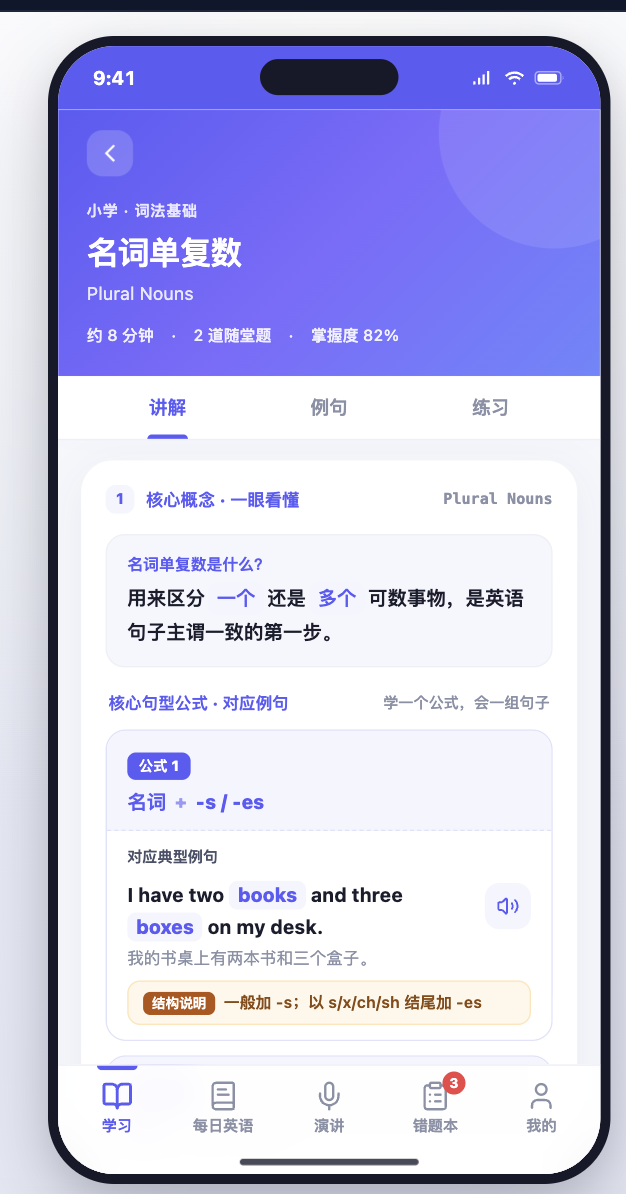 9:41
小学 · 词法基础
名词单复数
Plural Nouns
约 8 分钟 · 2 道随堂题 · 掌握度 82%
讲解 例句 练习
1 核心概念 · 一眼看懂 Plural Nouns
名词单复数是什么?
用来区分 一个 还是 多个 可数事物，是英语
句子主谓一致的第一步。
核心句型公式 · 对应例句 学一个公式，会一组句子
公式 1
名词 + -s / -es
对应典型例句
I have two books and three
boxes on my desk.
我的书桌上有两本书和三个盒子。
结构说明 一般加 -s；以 s/x/ch/sh 结尾加 -es
3
学习 每日英语 演讲 错题本 我的